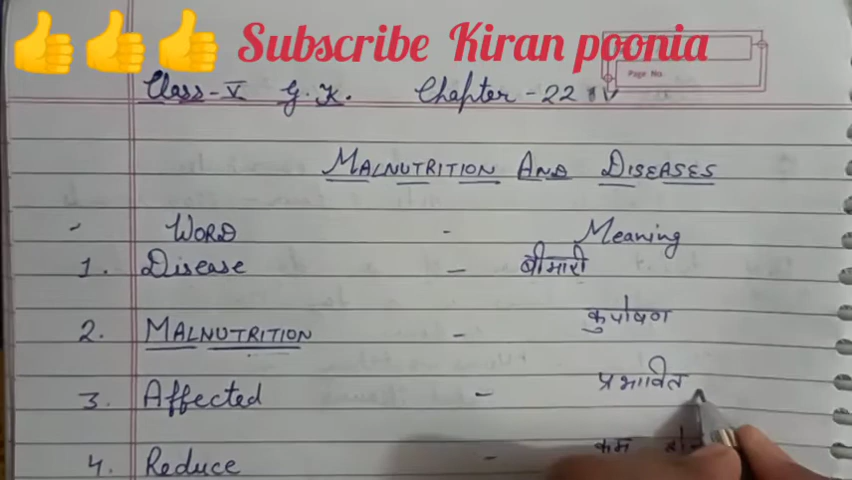 👍👍👍 Subscribe Kiran poonia
Page No.
Class-V G.K. Chapter-22
MALNUTRITION AND DISEASES
WORD - Meaning
1. Disease - बीमारी
2. MALNUTRITION - कुपोषण
3. Affected - प्रभावित
4. Reduce - कम